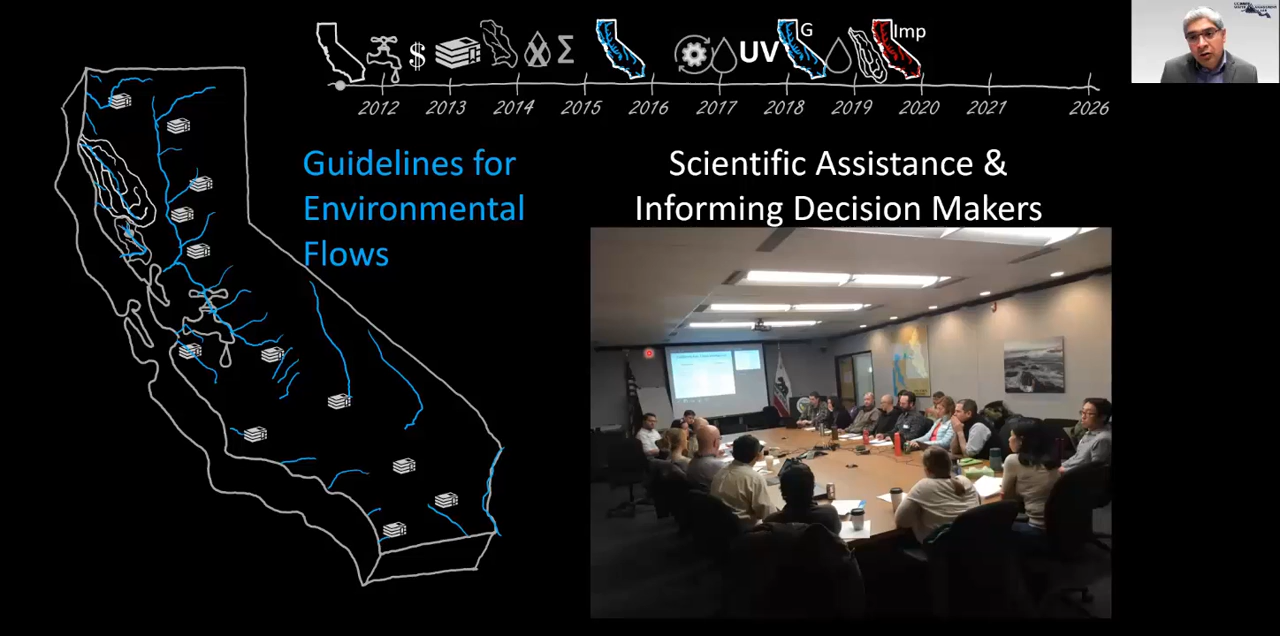 $
X
Σ
UV
G
Imp
2012
2013
2014
2015
2016
2017
2018
2019
2020
2021
2026
Guidelines for
Environmental
Flows
Scientific Assistance &
Informing Decision Makers